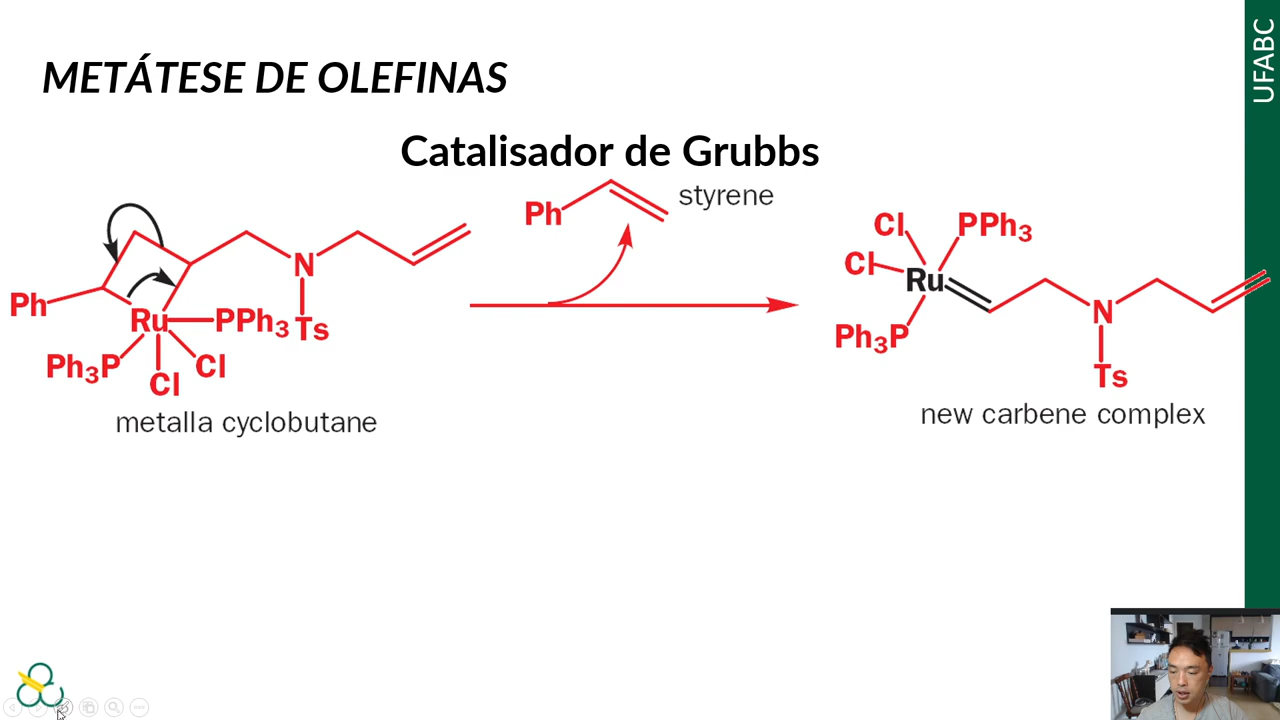 METÁTESE DE OLEFINAS
UFABC
Catalisador de Grubbs
Ph
styrene
Ph
N
Ts
Ru
PPh3
Ph3P
Cl
Cl
metalla cyclobutane
Cl
PPh3
Cl
Ru
Ph3P
N
Ts
new carbene complex